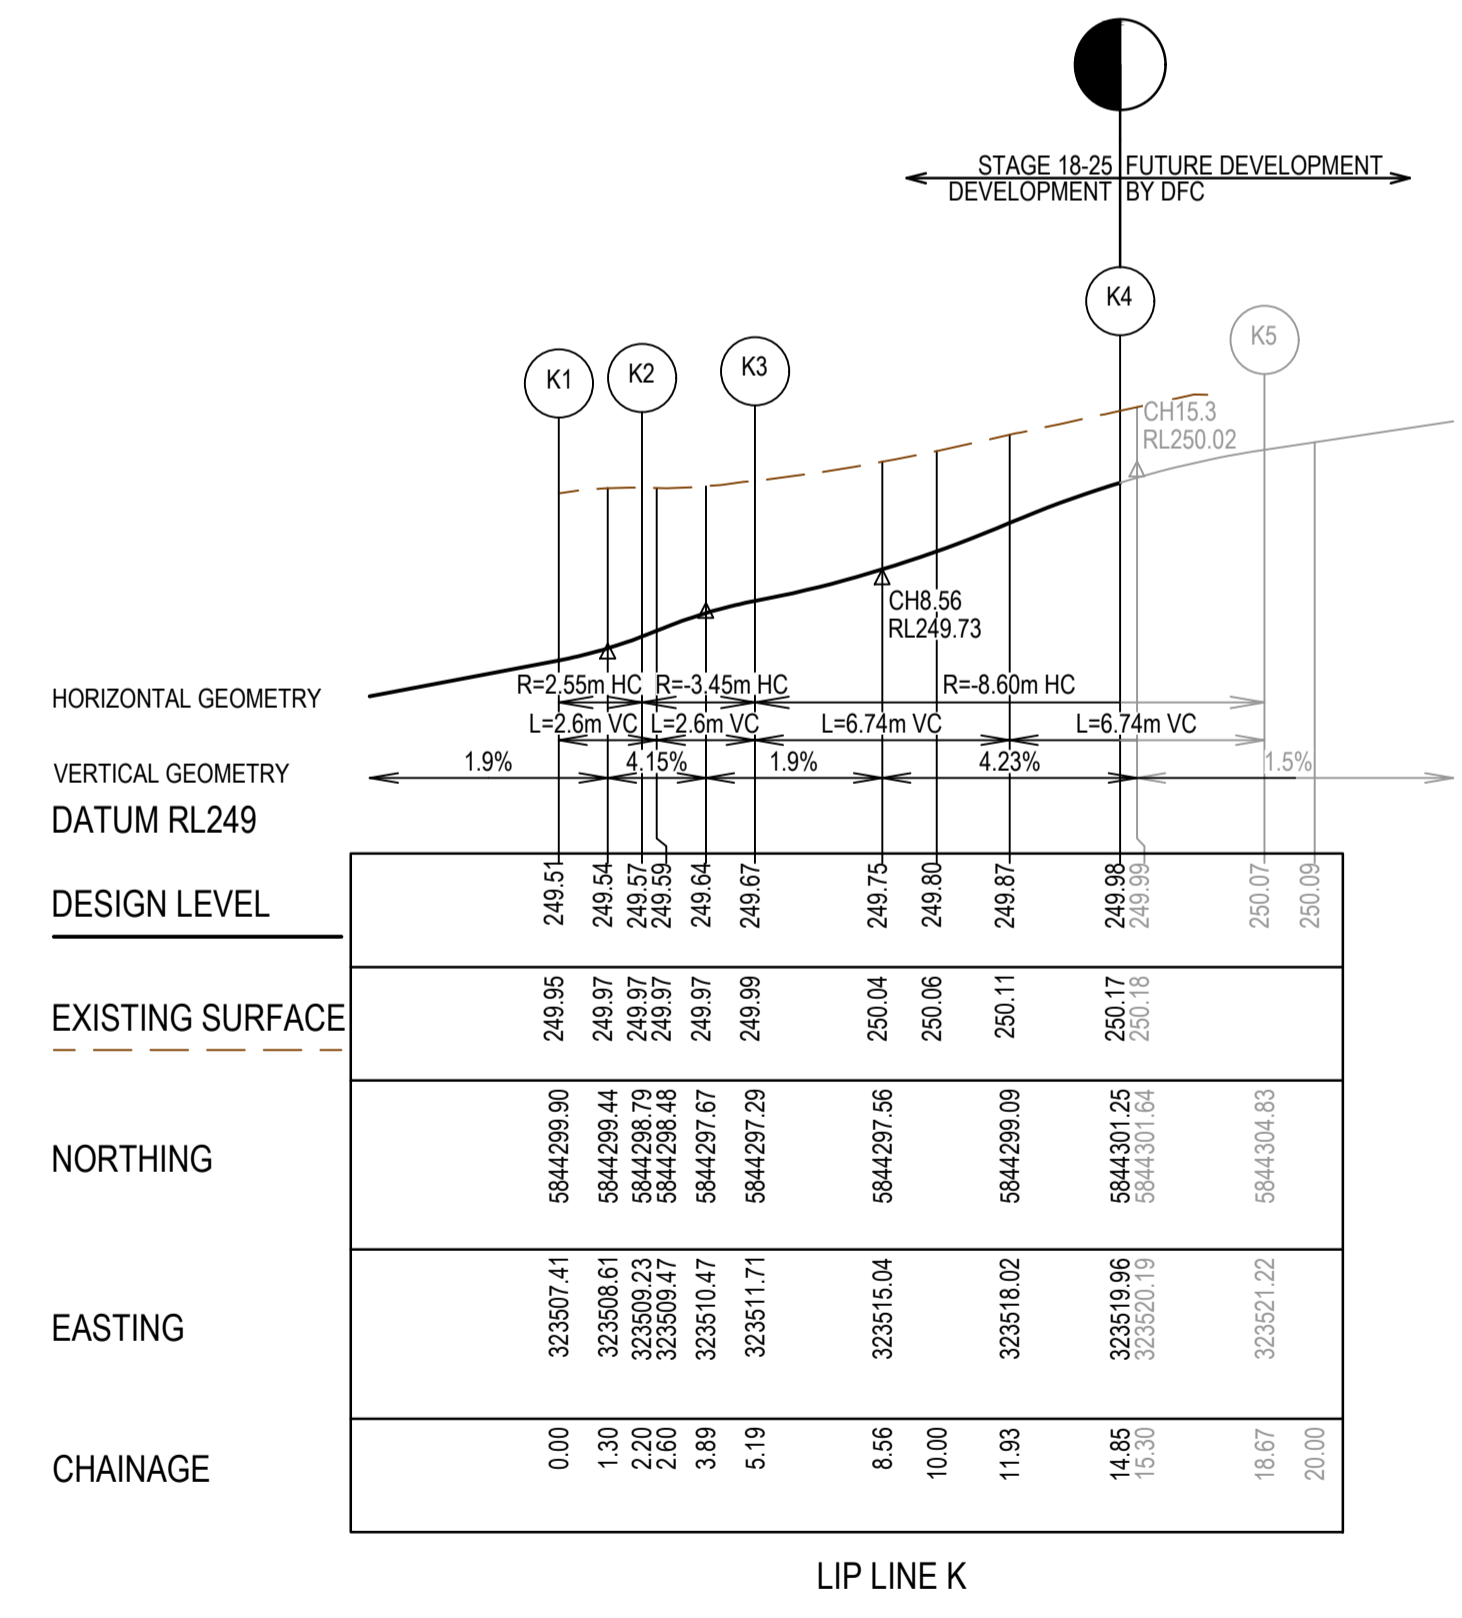 STAGE 18-25 FUTURE DEVELOPMENT
DEVELOPMENT BY DFC
K4
K5
K3
K2
K1
CH15.3
RL250.02
CH8.56
RL249.73
HORIZONTAL GEOMETRY
R=2.55m HC R=-3.45m HC R=-8.60m HC
L=2.6m VC L=2.6m VC L=6.74m VC L=6.74m VC
VERTICAL GEOMETRY
1.9% 4.15% 1.9% 4.23% 1.5%
DATUM RL249
DESIGN LEVEL
249.51 249.54 249.57 249.59 249.64 249.67 249.75 249.80 249.87 249.98 249.99 250.07 250.09
EXISTING SURFACE
249.95 249.97 249.97 249.97 249.97 249.99 250.04 250.06 250.11 250.17 250.18
NORTHING
5844299.90 5844299.44 5844298.79 5844298.48 5844297.67 5844297.29 5844297.56 5844299.09 5844301.25 5844301.64 5844304.83
EASTING
323507.41 323508.61 323509.23 323509.47 323510.47 323511.71 323515.04 323518.02 323519.96 323520.19 323521.22
CHAINAGE
0.00 1.30 2.20 2.60 3.89 5.19 8.56 10.00 11.93 14.85 15.30 18.67 20.00
LIP LINE K